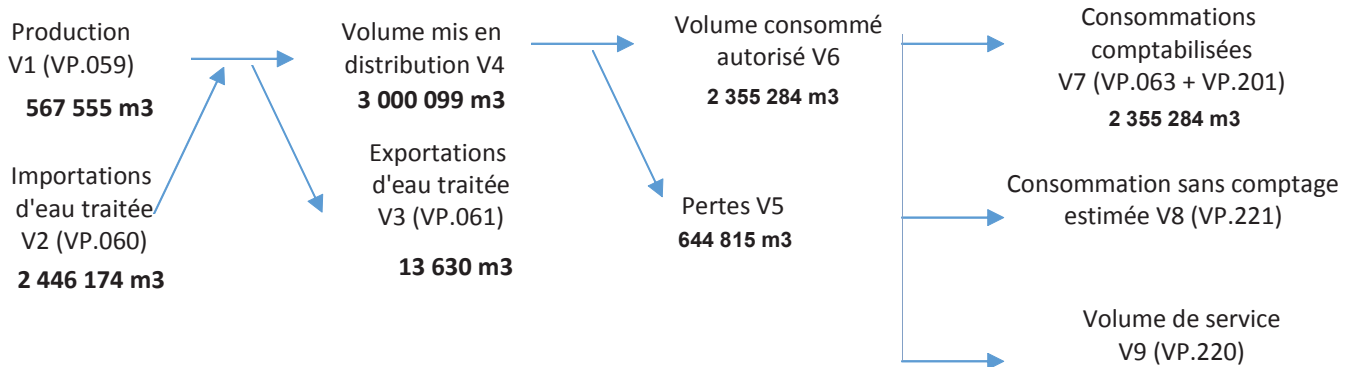 Production
V1 (VP.059)
567 555 m3
Importations
d'eau traitée
V2 (VP.060)
2 446 174 m3
Volume mis en
distribution V4
3 000 099 m3
Exportations
d'eau traitée
V3 (VP.061)
13 630 m3
Volume consommé
autorisé V6
2 355 284 m3
Pertes V5
644 815 m3
Consommations
comptabilisées
V7 (VP.063 + VP.201)
2 355 284 m3
Consommation sans comptage
estimée V8 (VP.221)
Volume de service
V9 (VP.220)